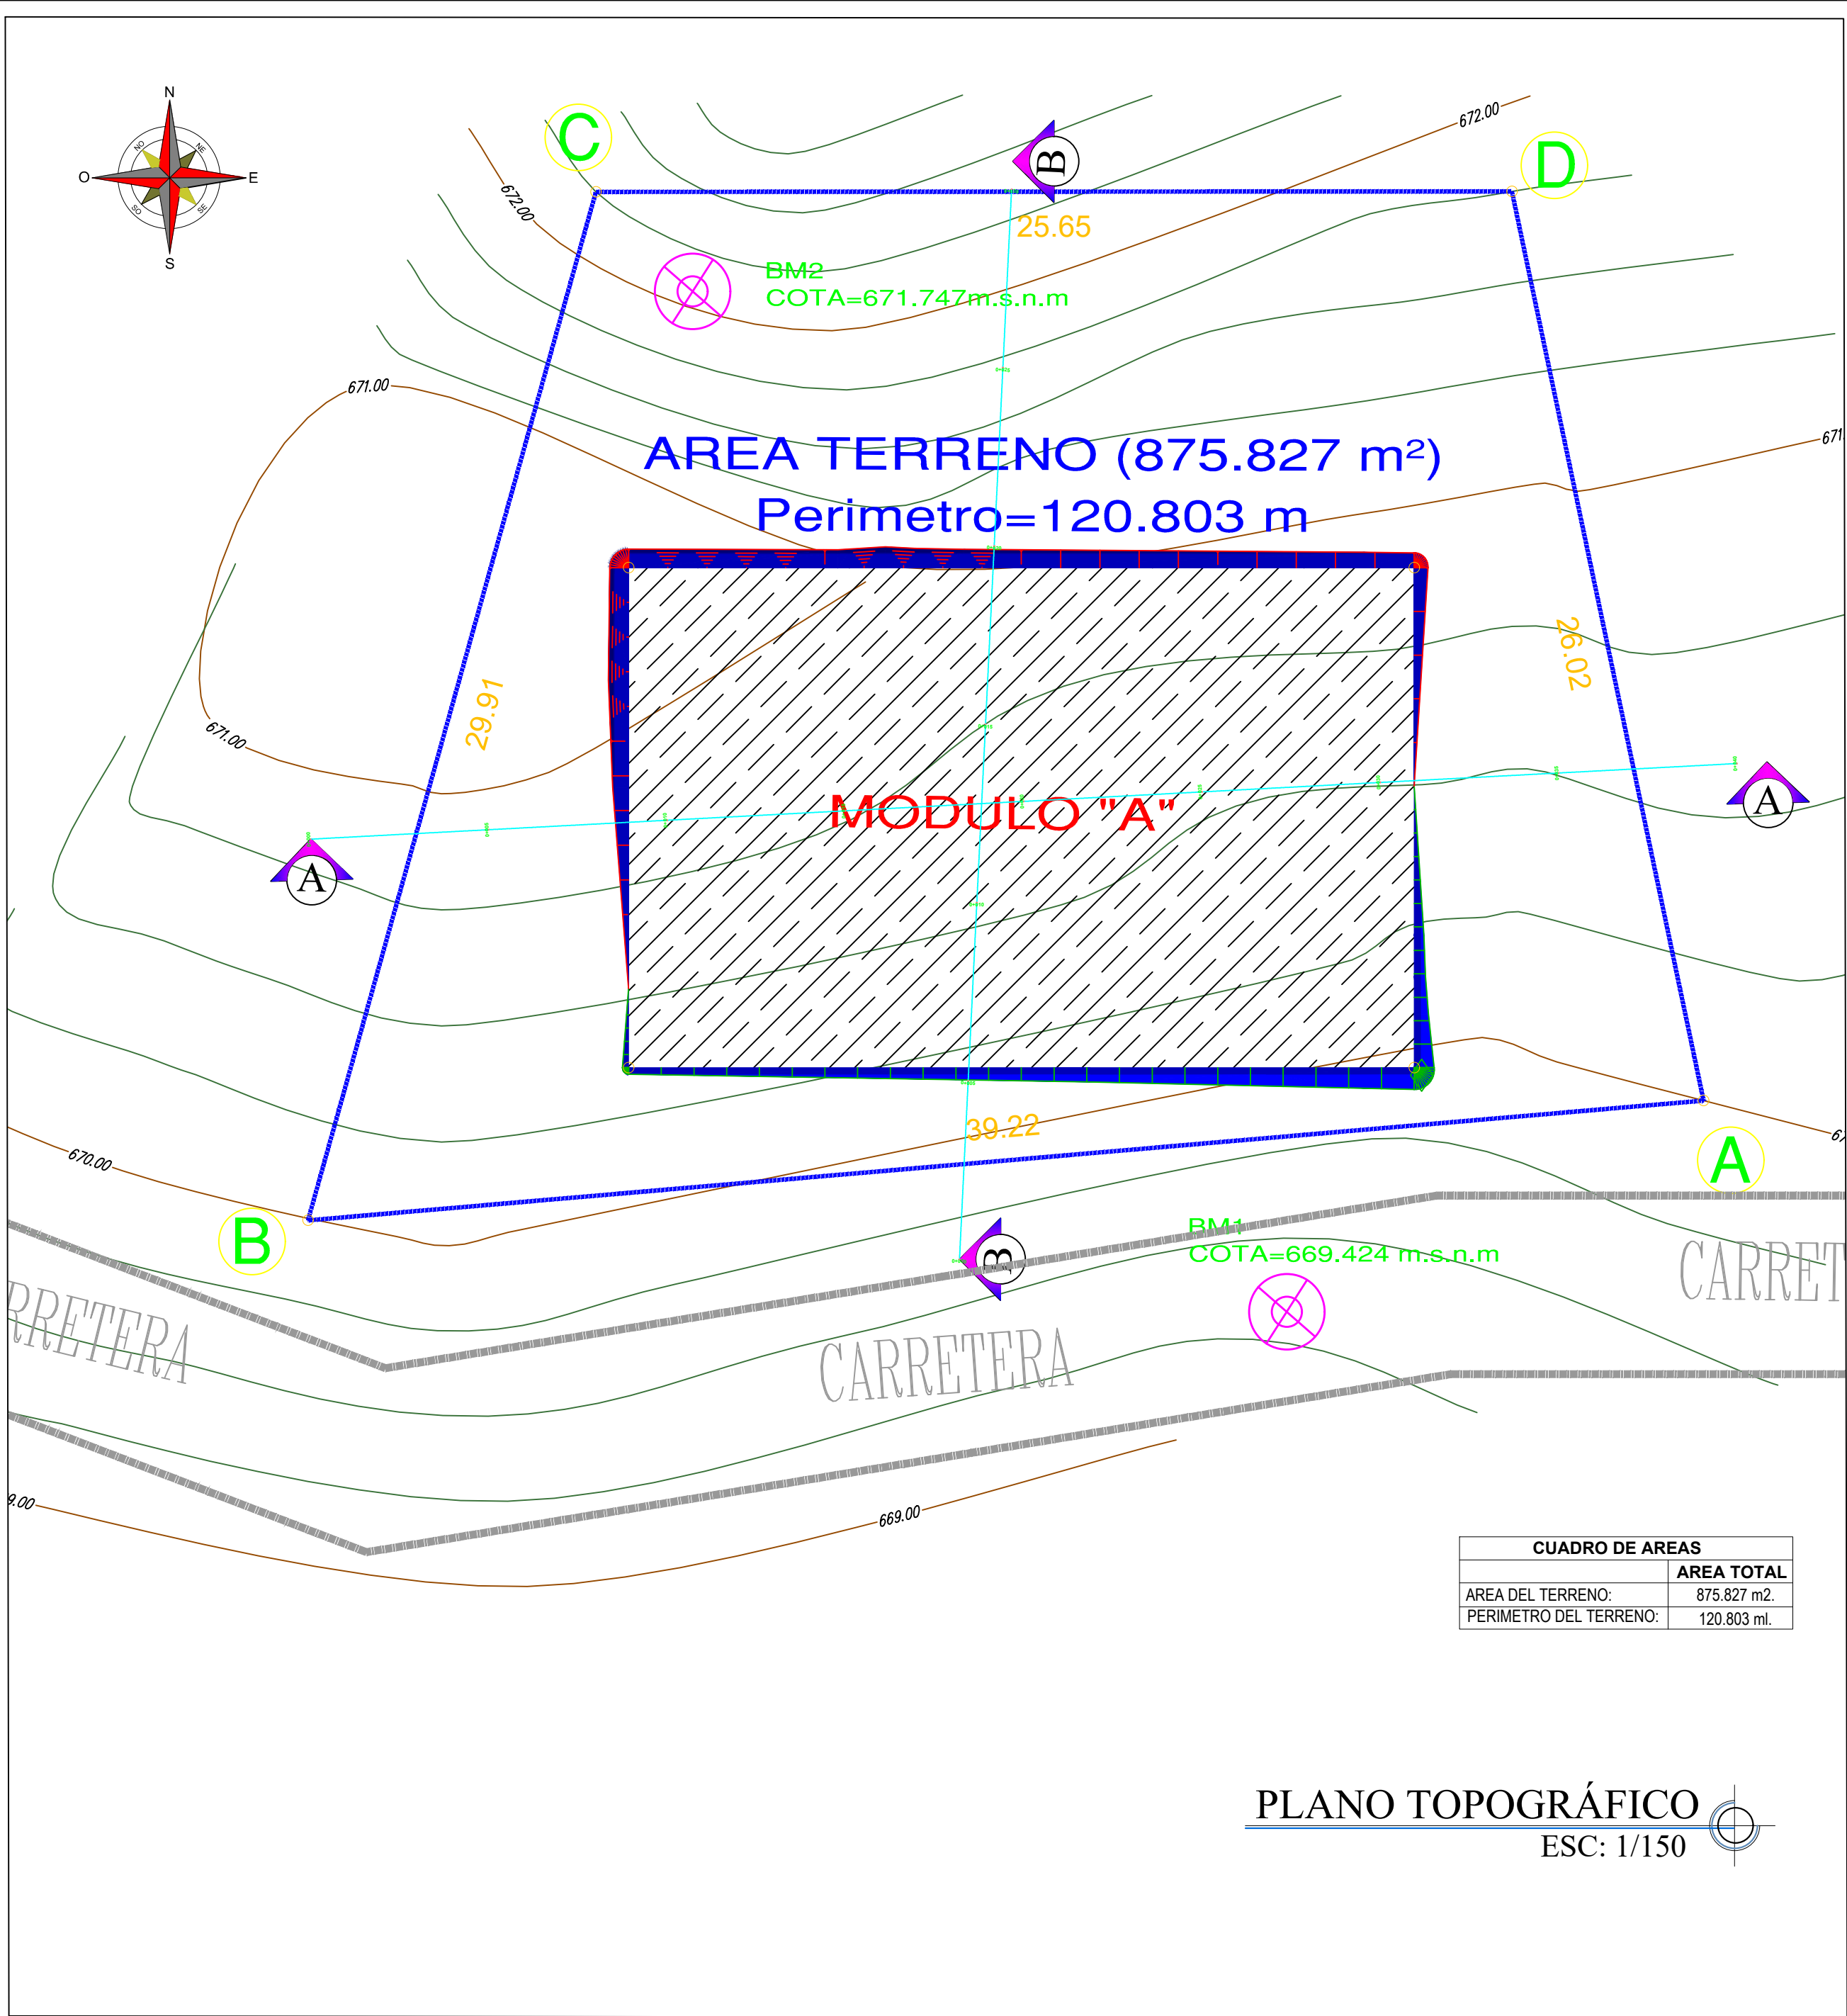 N
NO
NE
O
E
SO
SE
S
C
B
D
672.00
672.00
25.65
BM2
COTA=671.747m.s.n.m
671.00
671.
AREA TERRENO (875.827 m²)
Perimetro=120.803 m
29.91
26.02
671.00
MODULO "A"
A
A
39.22
670.00
67
A
B
BM1
COTA=669.424 m.s.n.m
B
CARRET
RRETERA
CARRETERA
9.00
669.00
CUADRO DE AREAS
AREA TOTAL
AREA DEL TERRENO: 875.827 m2.
PERIMETRO DEL TERRENO: 120.803 ml.
PLANO TOPOGRÁFICO
ESC: 1/150